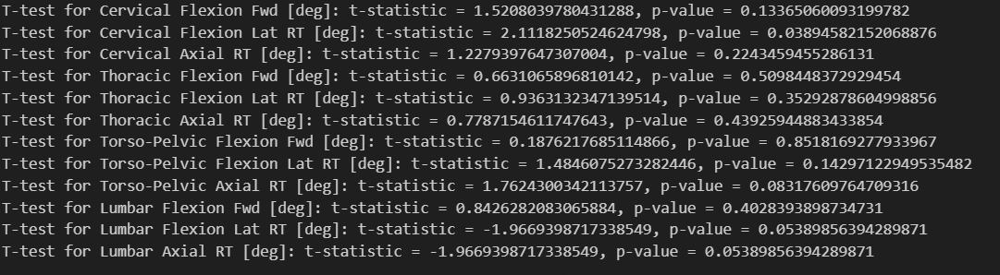 T-test for Cervical Flexion Fwd [deg]: t-statistic = 1.5208039780431288, p-value = 0.13365060093199782
T-test for Cervical Flexion Lat RT [deg]: t-statistic = 2.1118250524624798, p-value = 0.03894582152068876
T-test for Cervical Axial RT [deg]: t-statistic = 1.2279397647307004, p-value = 0.2243459455286131
T-test for Thoracic Flexion Fwd [deg]: t-statistic = 0.6631065896810142, p-value = 0.5098448372929454
T-test for Thoracic Flexion Lat RT [deg]: t-statistic = 0.9363132347139514, p-value = 0.35292878604998856
T-test for Thoracic Axial RT [deg]: t-statistic = 0.7787154611747643, p-value = 0.43925944883433854
T-test for Torso-Pelvic Flexion Fwd [deg]: t-statistic = 0.1876217685114866, p-value = 0.8518169277933967
T-test for Torso-Pelvic Flexion Lat RT [deg]: t-statistic = 1.4846075273282446, p-value = 0.14297122949535482
T-test for Torso-Pelvic Axial RT [deg]: t-statistic = 1.7624300342113757, p-value = 0.08317609764709316
T-test for Lumbar Flexion Fwd [deg]: t-statistic = 0.8426282083065884, p-value = 0.4028393898734731
T-test for Lumbar Flexion Lat RT [deg]: t-statistic = -1.9669398717338549, p-value = 0.05389856394289871
T-test for Lumbar Axial RT [deg]: t-statistic = -1.9669398717338549, p-value = 0.05389856394289871